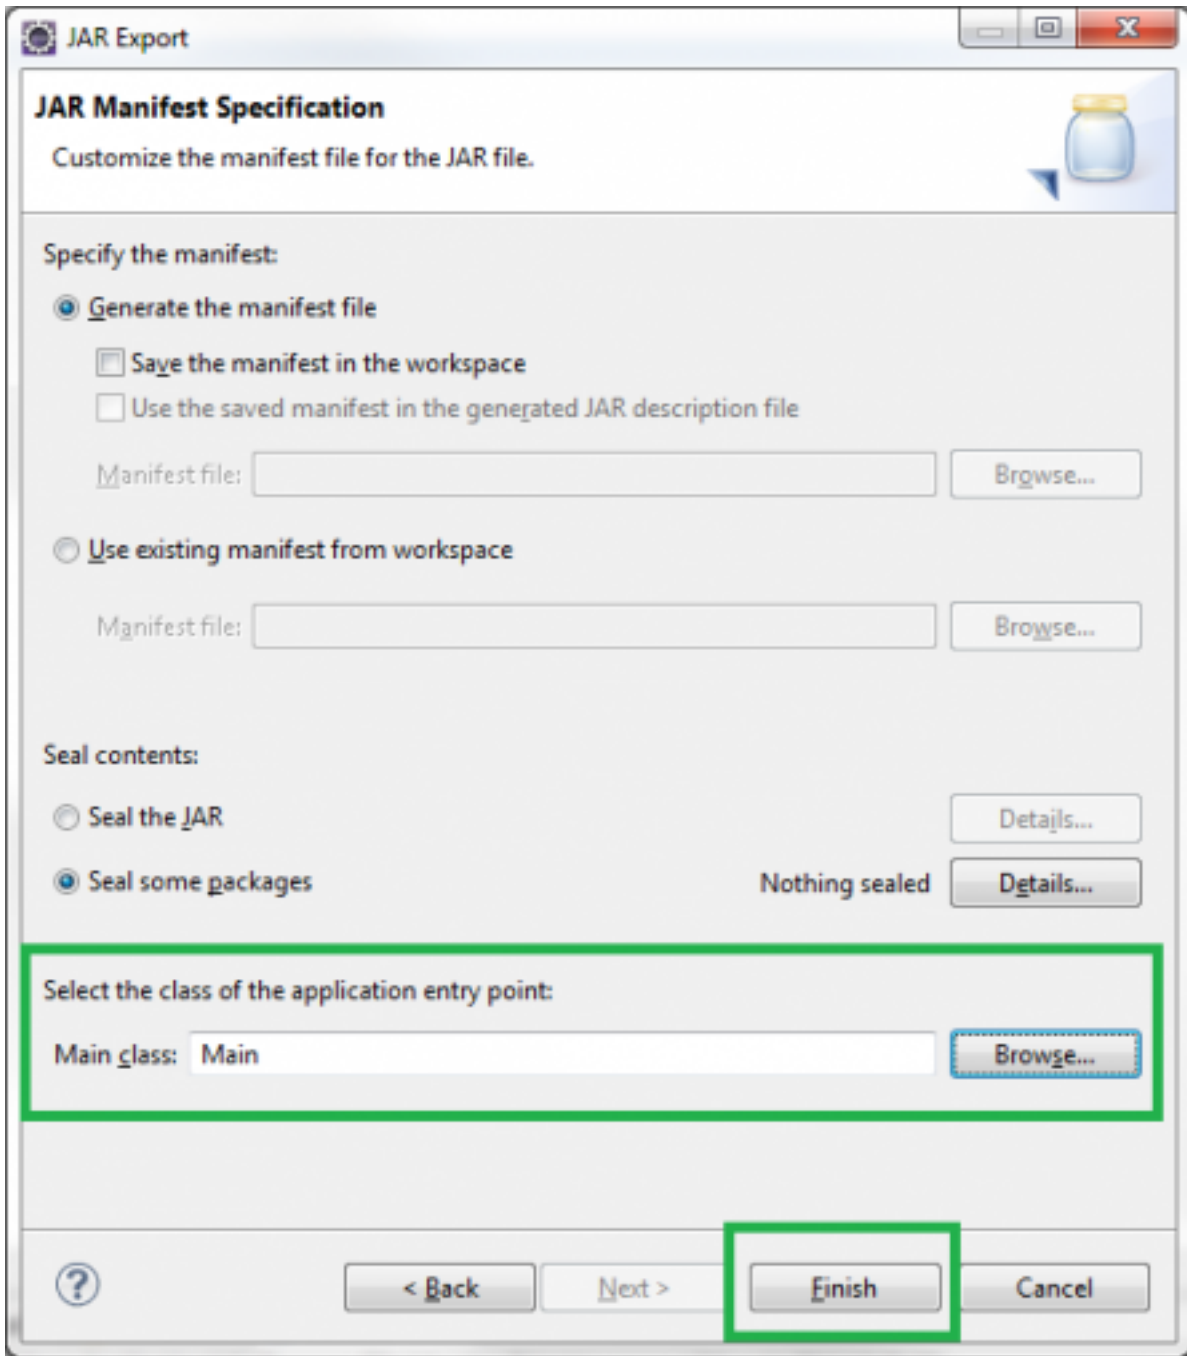 JAR Export
JAR Manifest Specification
Customize the manifest file for the JAR file.
Specify the manifest:
Generate the manifest file
Save the manifest in the workspace
Use the saved manifest in the generated JAR description file
Manifest file: Browse...
Use existing manifest from workspace
Manifest file: Browse...
Seal contents:
Seal the JAR Details...
Seal some packages Nothing sealed Details...
Select the class of the application entry point:
Main class: Main Browse...
? < Back Next > Finish Cancel